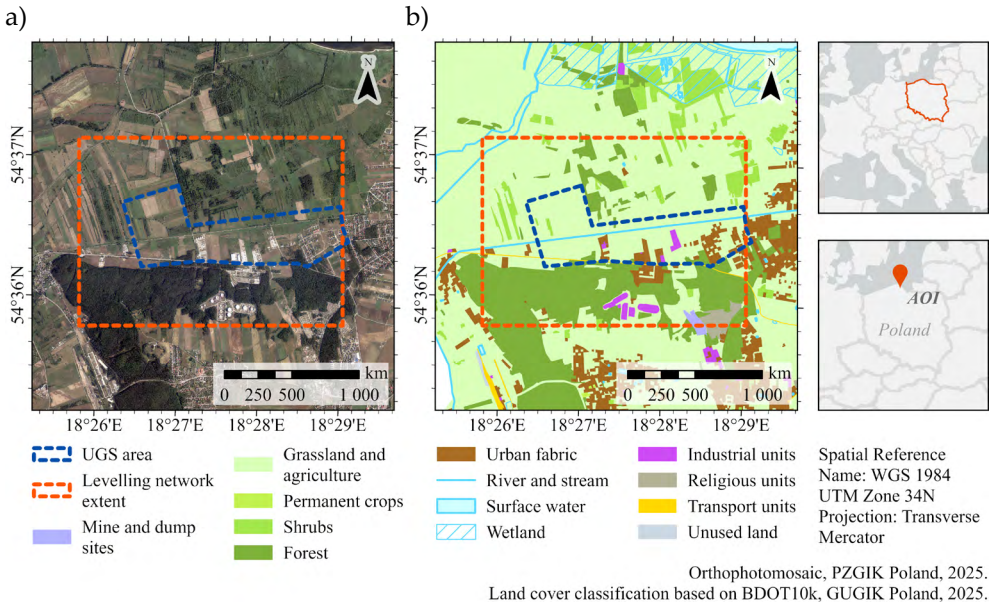 a)
b)
N
N
54°37'N
54°36'N
54°37'N
54°36'N
km
0 250 500 1 000
km
0 250 500 1 000
18°26'E 18°27'E 18°28'E 18°29'E
18°26'E 18°27'E 18°28'E 18°29'E
AOI
Poland
UGS area
Levelling network
extent
Mine and dump
sites
Grassland and
agriculture
Permanent crops
Shrubs
Forest
Urban fabric
River and stream
Surface water
Wetland
Industrial units
Religious units
Transport units
Unused land
Spatial Reference
Name: WGS 1984
UTM Zone 34N
Projection: Transverse
Mercator
Orthophotomosaic, PZGIK Poland, 2025.
Land cover classification based on BDOT10k, GUGIK Poland, 2025.